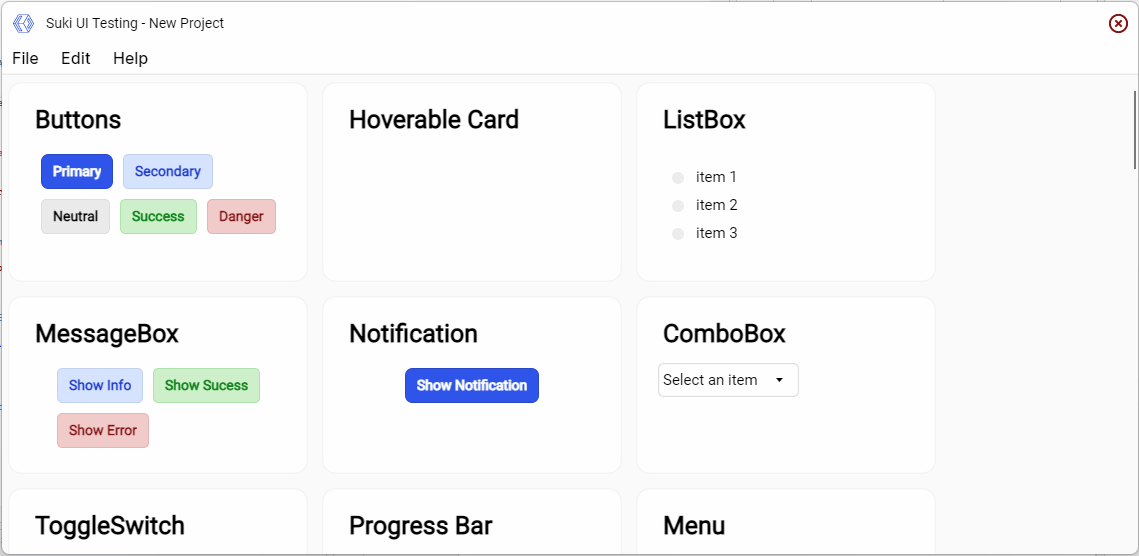 Suki UI Testing - New Project
File Edit Help
Buttons
Primary Secondary
Neutral Success Danger
Hoverable Card
ListBox
item 1
item 2
item 3
MessageBox
Show Info Show Sucess
Show Error
Notification
Show Notification
ComboBox
Select an item
ToggleSwitch
Progress Bar
Menu